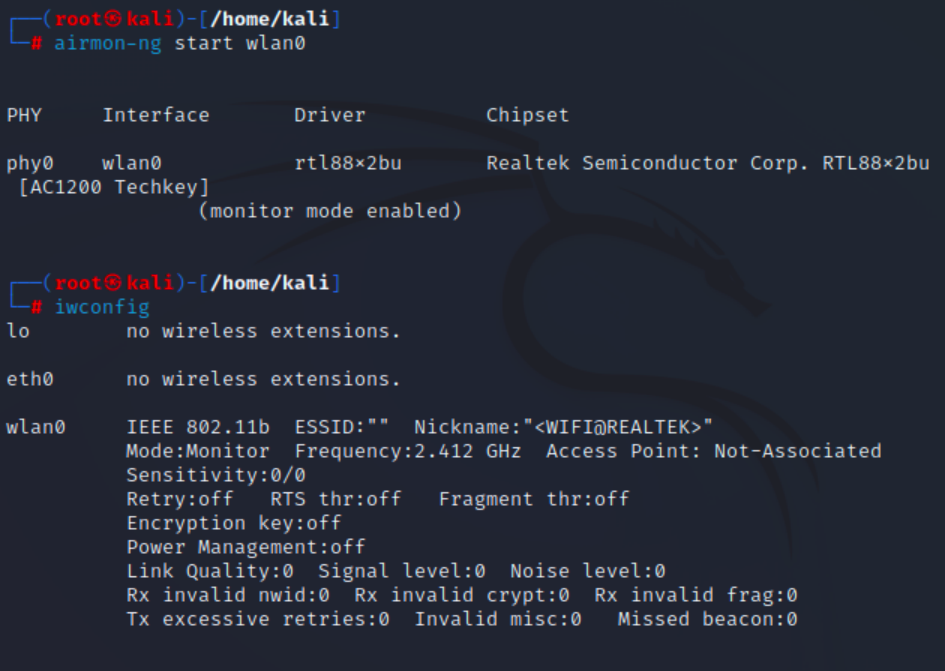 ┌──(root㉿kali)-[/home/kali]
└─# airmon-ng start wlan0
PHY     Interface       Driver          Chipset
phy0    wlan0           rtl88×2bu       Realtek Semiconductor Corp. RTL88×2bu
 [AC1200 Techkey]
                (monitor mode enabled)
┌──(root㉿kali)-[/home/kali]
└─# iwconfig
lo        no wireless extensions.
eth0      no wireless extensions.
wlan0     IEEE 802.11b  ESSID:""  Nickname:"<WIFI@REALTEK>"
          Mode:Monitor  Frequency:2.412 GHz  Access Point: Not-Associated
          Sensitivity:0/0
          Retry:off   RTS thr:off   Fragment thr:off
          Encryption key:off
          Power Management:off
          Link Quality:0  Signal level:0  Noise level:0
          Rx invalid nwid:0  Rx invalid crypt:0  Rx invalid frag:0
          Tx excessive retries:0  Invalid misc:0   Missed beacon:0